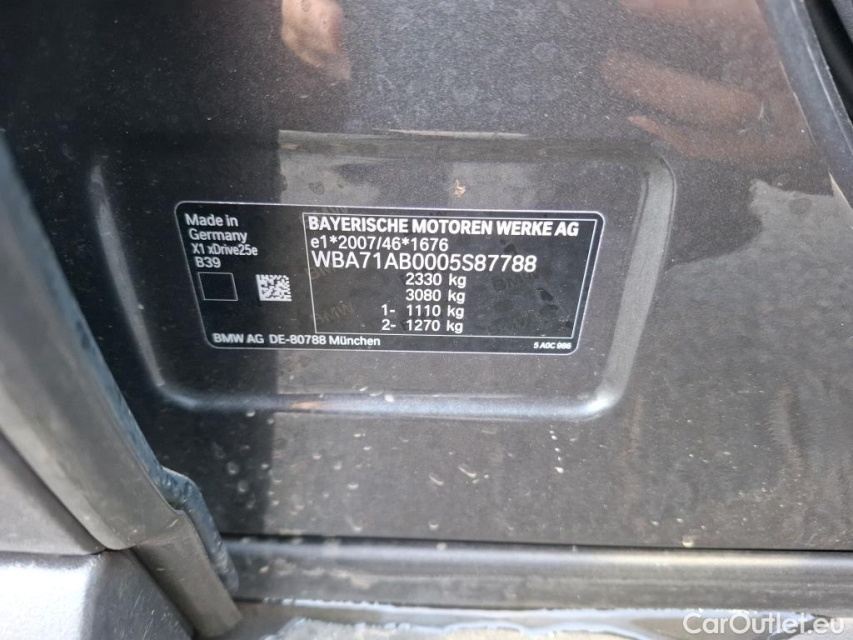 Made in
Germany
X1 xDrive25e
B39
BAYERISCHE MOTOREN WERKE AG
e1*2007/46*1676
WBA71AB0005S87788
2330 kg
3080 kg
1- 1110 kg
2- 1270 kg
BMW AG DE-80788 München
5 A0C 986
CarOutlet.eu